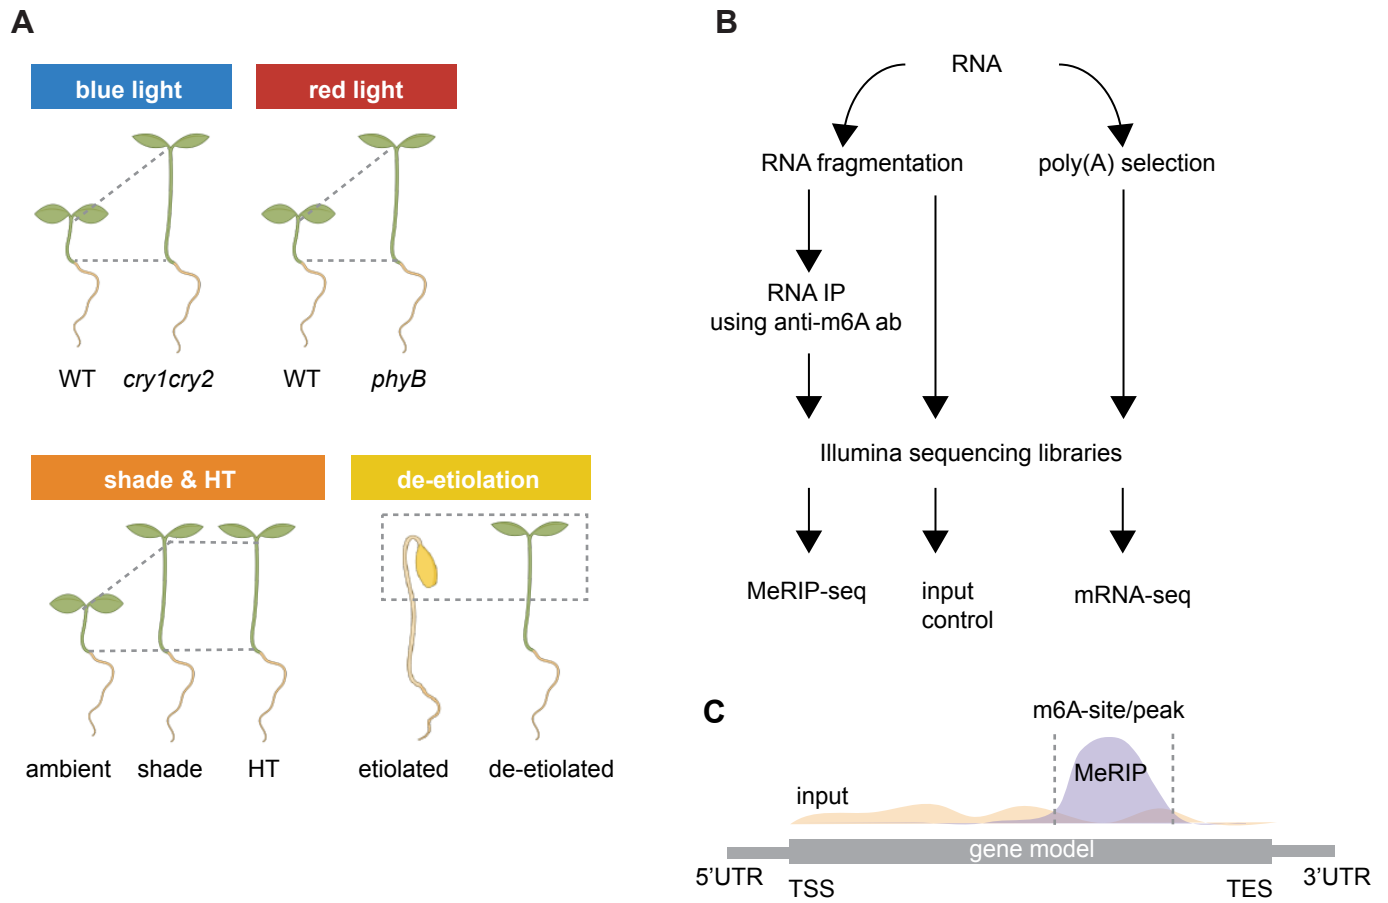 A
blue light
red light
WT
cry1cry2
WT
phyB
shade & HT
de-etiolation
ambient
shade
HT
etiolated
de-etiolated
B
RNA
RNA fragmentation
poly(A) selection
RNA IP
using anti-m6A ab
Illumina sequencing libraries
MeRIP-seq
input
control
mRNA-seq
C
m6A-site/peak
MeRIP
input
gene model
5’UTR
TSS
TES
3’UTR